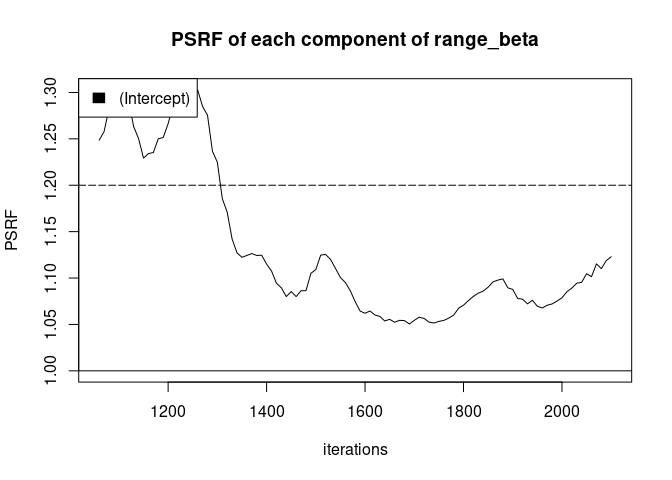 PSRF of each component of range_beta
(Intercept)
PSRF
1.30
1.25
1.20
1.15
1.10
1.05
1.00
1200 1400 1600 1800 2000
iterations